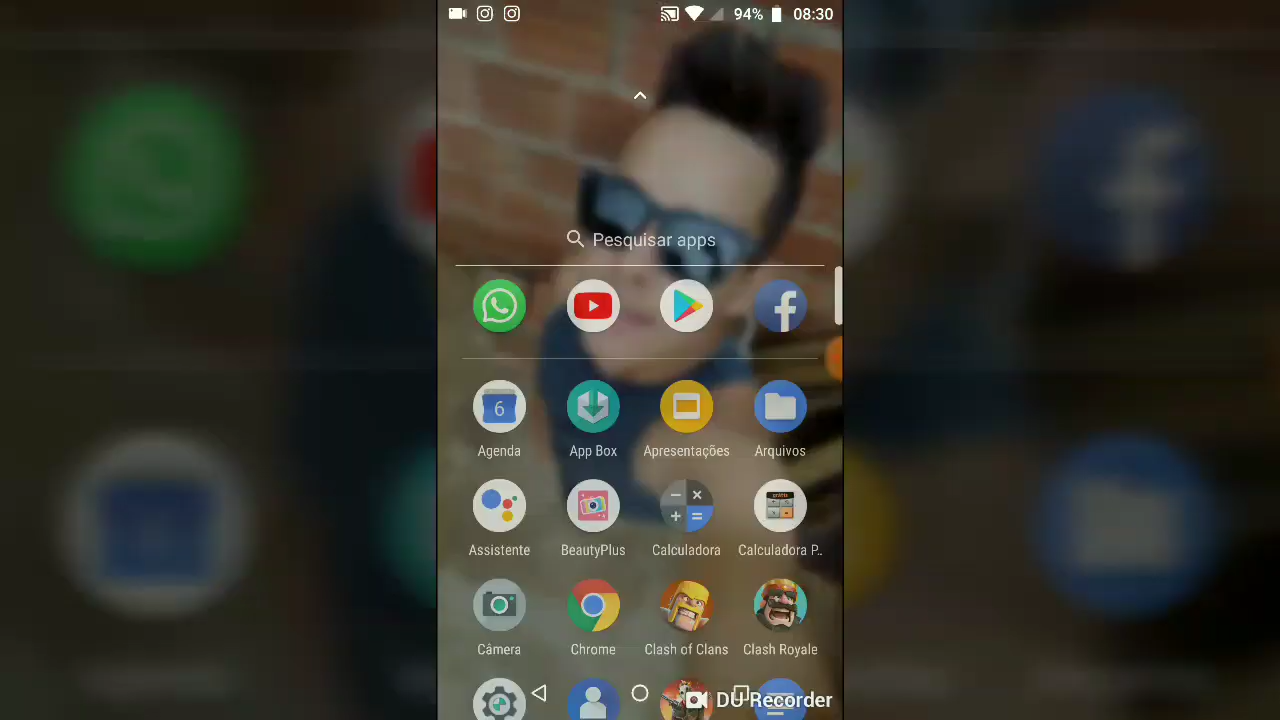 94% 08:30
Pesquisar apps
6
Agenda App Box Apresentações Arquivos
Assistente BeautyPlus Calculadora Calculadora P..
Câmera Chrome Clash of Clans Clash Royale
DU Recorder